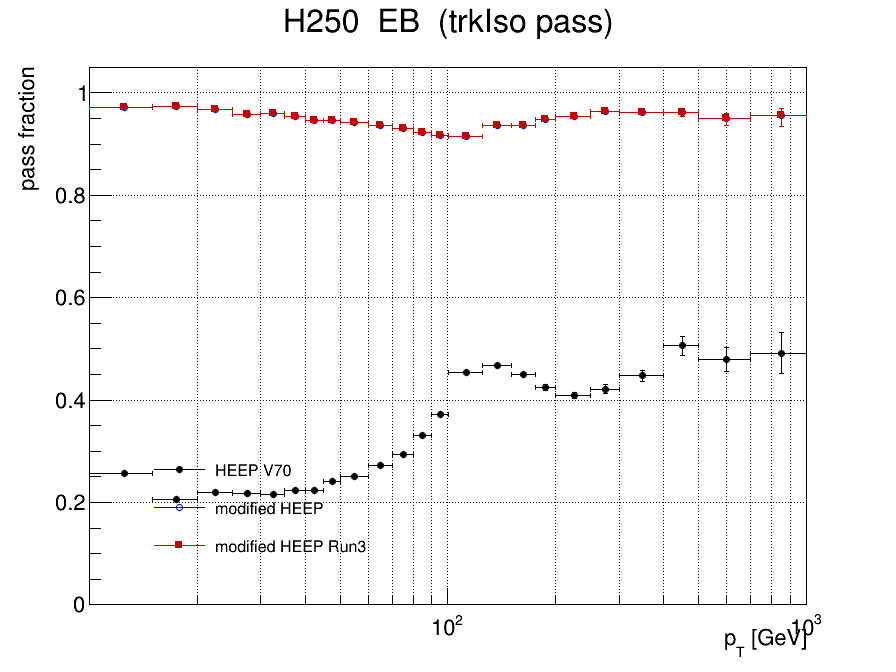 H250 EB (trkIso pass)
pass fraction
1
0.8
0.6
0.4
0.2
0
HEEP V70
modified HEEP
modified HEEP Run3
10²
10³
p_T [GeV]